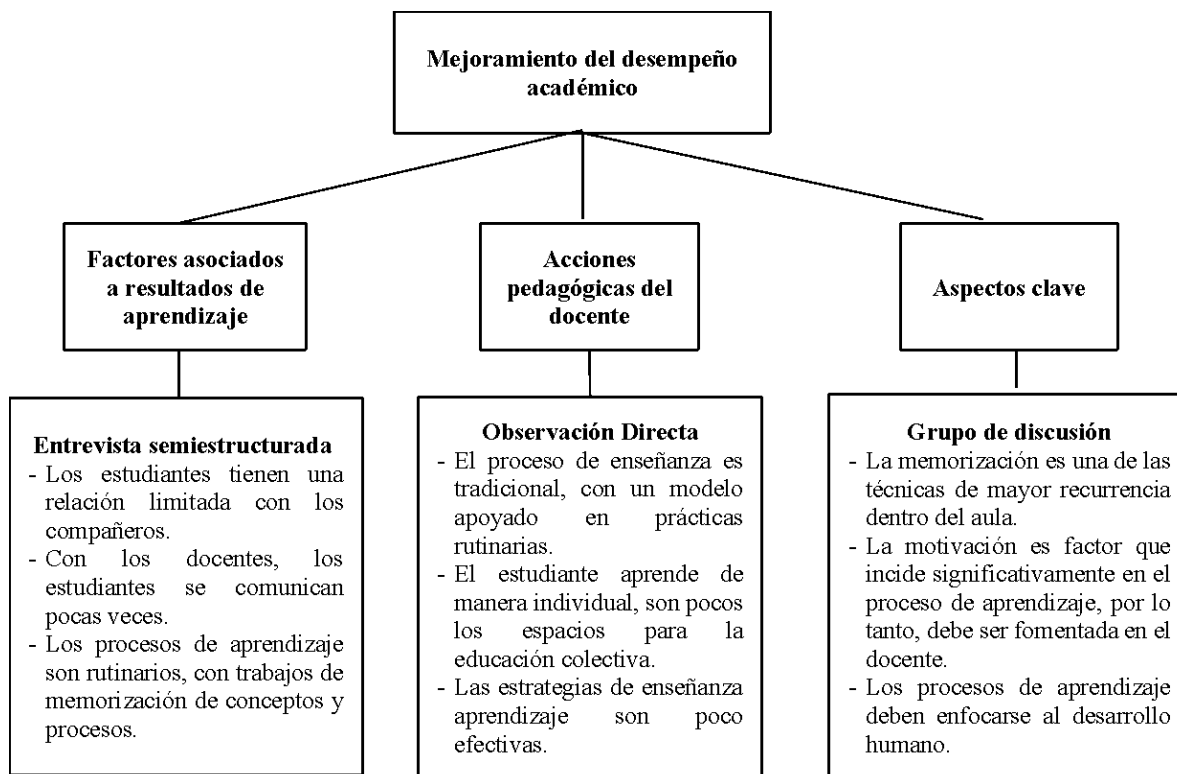 Mejoramiento del desempeño
académico
Factores asociados
a resultados de
aprendizaje
Acciones
pedagógicas del
docente
Aspectos clave
Entrevista semiestructurada
- Los estudiantes tienen una
relación limitada con los
compañeros.
- Con los docentes, los
estudiantes se comunican
pocas veces.
- Los procesos de aprendizaje
son rutinarios, con trabajos de
memorización de conceptos y
procesos.
Observación Directa
- El proceso de enseñanza es
tradicional, con un modelo
apoyado en prácticas
rutinarias.
- El estudiante aprende de
manera individual, son pocos
los espacios para la
educación colectiva.
- Las estrategias de enseñanza
aprendizaje son poco
efectivas.
Grupo de discusión
- La memorización es una de las
técnicas de mayor recurrencia
dentro del aula.
- La motivación es factor que
incide significativamente en el
proceso de aprendizaje, por lo
tanto, debe ser fomentada en el
docente.
- Los procesos de aprendizaje
deben enfocarse al desarrollo
humano.